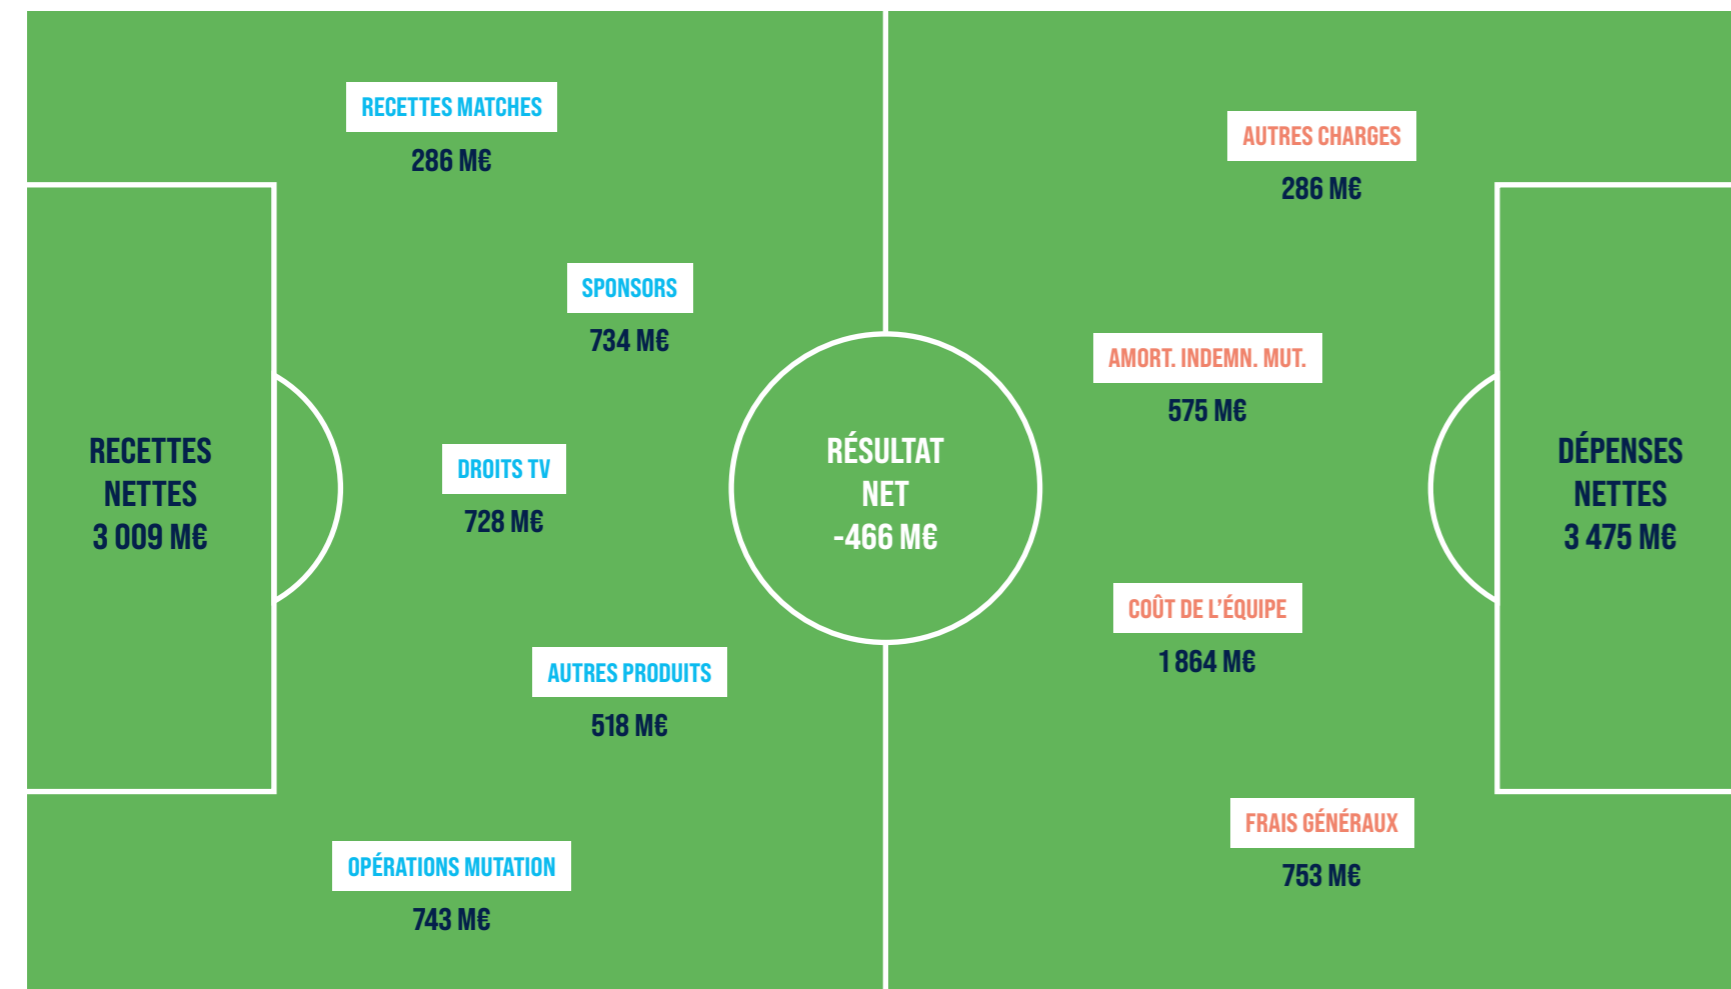 RECETTES MATCHES
286 M€
SPONSORS
734 M€
DROITS TV
728 M€
RECETTES
NETTES
3 009 M€
AUTRES PRODUITS
518 M€
OPÉRATIONS MUTATION
743 M€
RÉSULTAT
NET
-466 M€
AUTRES CHARGES
286 M€
AMORT. INDEMN. MUT.
575 M€
COÛT DE L’ÉQUIPE
1 864 M€
FRAIS GÉNÉRAUX
753 M€
DÉPENSES
NETTES
3 475 M€